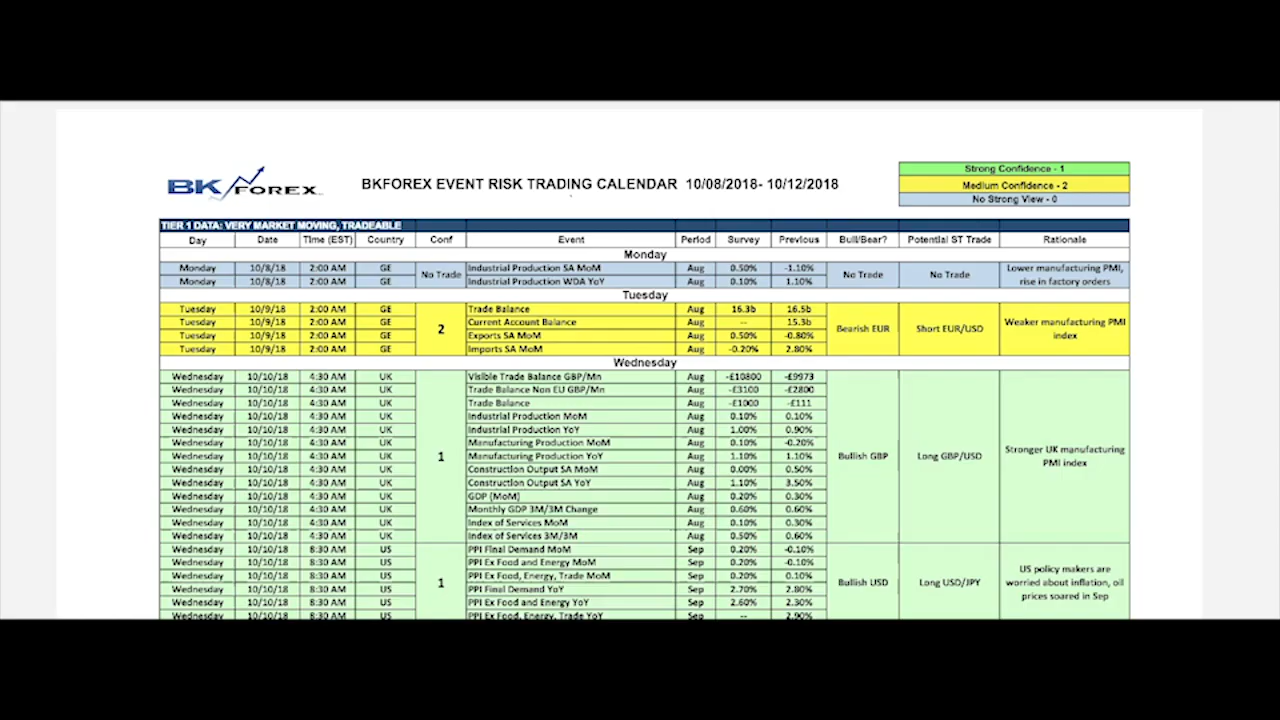 BK FOREX
BKFOREX EVENT RISK TRADING CALENDAR 10/08/2018- 10/12/2018
Strong Confidence - 1
Medium Confidence - 2
No Strong View - 0
TIER 1 DATA: VERY MARKET MOVING, TRADEABLE
Day Date Time (EST) Country Conf Event Period Survey Previous Bull/Bear? Potential ST Trade Rationale
Monday
Monday 10/8/18 2:00 AM GE No Trade Industrial Production SA MoM Aug 0.50% -1.10% No Trade No Trade Lower manufacturing PMI,
Monday 10/8/18 2:00 AM GE Industrial Production WDA YoY Aug 0.10% 1.10% rise in factory orders
Tuesday
Tuesday 10/9/18 2:00 AM GE 2 Trade Balance Aug 16.3b 16.5b Bearish EUR Short EUR/USD Weaker manufacturing PMI
Tuesday 10/9/18 2:00 AM GE Current Account Balance Aug -- 15.3b index
Tuesday 10/9/18 2:00 AM GE Exports SA MoM Aug 0.50% -0.80%
Tuesday 10/9/18 2:00 AM GE Imports SA MoM Aug -0.20% 2.80%
Wednesday
Wednesday 10/10/18 4:30 AM UK 1 Visible Trade Balance GBP/Mn Aug -£10800 -£9973 Bullish GBP Long GBP/USD Stronger UK manufacturing
Wednesday 10/10/18 4:30 AM UK Trade Balance Non EU GBP/Mn Aug -£3100 -£2800 PMI index
Wednesday 10/10/18 4:30 AM UK Trade Balance Aug -£1000 -£111
Wednesday 10/10/18 4:30 AM UK Industrial Production MoM Aug 0.10% 0.10%
Wednesday 10/10/18 4:30 AM UK Industrial Production YoY Aug 1.00% 0.90%
Wednesday 10/10/18 4:30 AM UK Manufacturing Production MoM Aug 0.10% -0.20%
Wednesday 10/10/18 4:30 AM UK Manufacturing Production YoY Aug 1.10% 1.10%
Wednesday 10/10/18 4:30 AM UK Construction Output SA MoM Aug 0.00% 0.50%
Wednesday 10/10/18 4:30 AM UK Construction Output SA YoY Aug 1.10% 3.50%
Wednesday 10/10/18 4:30 AM UK GDP (MoM) Aug 0.20% 0.30%
Wednesday 10/10/18 4:30 AM UK Monthly GDP 3M/3M Change Aug 0.60% 0.60%
Wednesday 10/10/18 4:30 AM UK Index of Services MoM Aug 0.10% 0.30%
Wednesday 10/10/18 4:30 AM UK Index of Services 3M/3M Aug 0.50% 0.60%
Wednesday 10/10/18 8:30 AM US 1 PPI Final Demand MoM Sep 0.20% -0.10% Bullish USD Long USD/JPY US policy makers are
Wednesday 10/10/18 8:30 AM US PPI Ex Food and Energy MoM Sep 0.20% -0.10% worried about inflation, oil
Wednesday 10/10/18 8:30 AM US PPI Ex Food, Energy, Trade MoM Sep 0.20% 0.10% prices soared in Sep
Wednesday 10/10/18 8:30 AM US PPI Final Demand YoY Sep 2.70% 2.80%
Wednesday 10/10/18 8:30 AM US PPI Ex Food and Energy YoY Sep 2.60% 2.30%
Wednesday 10/10/18 8:30 AM US PPI Ex Food, Energy, Trade YoY Sep -- 2.90%